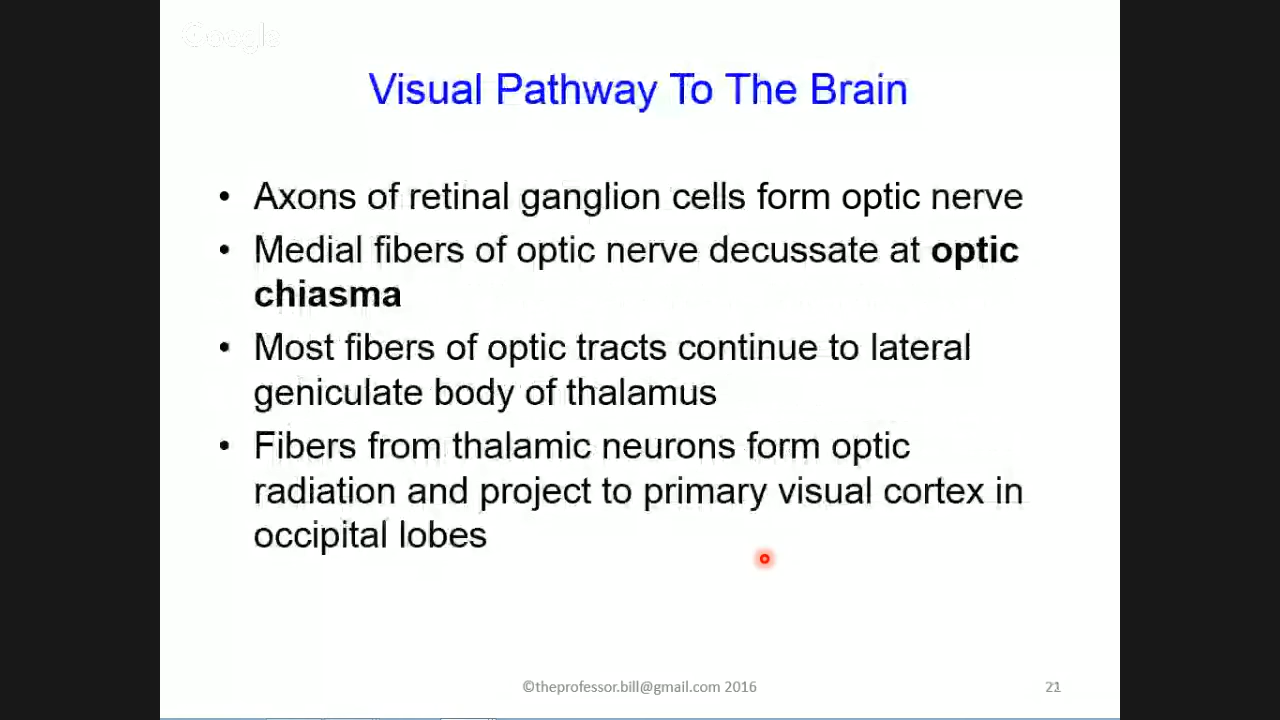 Google
Visual Pathway To The Brain
• Axons of retinal ganglion cells form optic nerve
• Medial fibers of optic nerve decussate at optic
chiasma
• Most fibers of optic tracts continue to lateral
geniculate body of thalamus
• Fibers from thalamic neurons form optic
radiation and project to primary visual cortex in
occipital lobes
©theprofessor.bill@gmail.com 2016
21